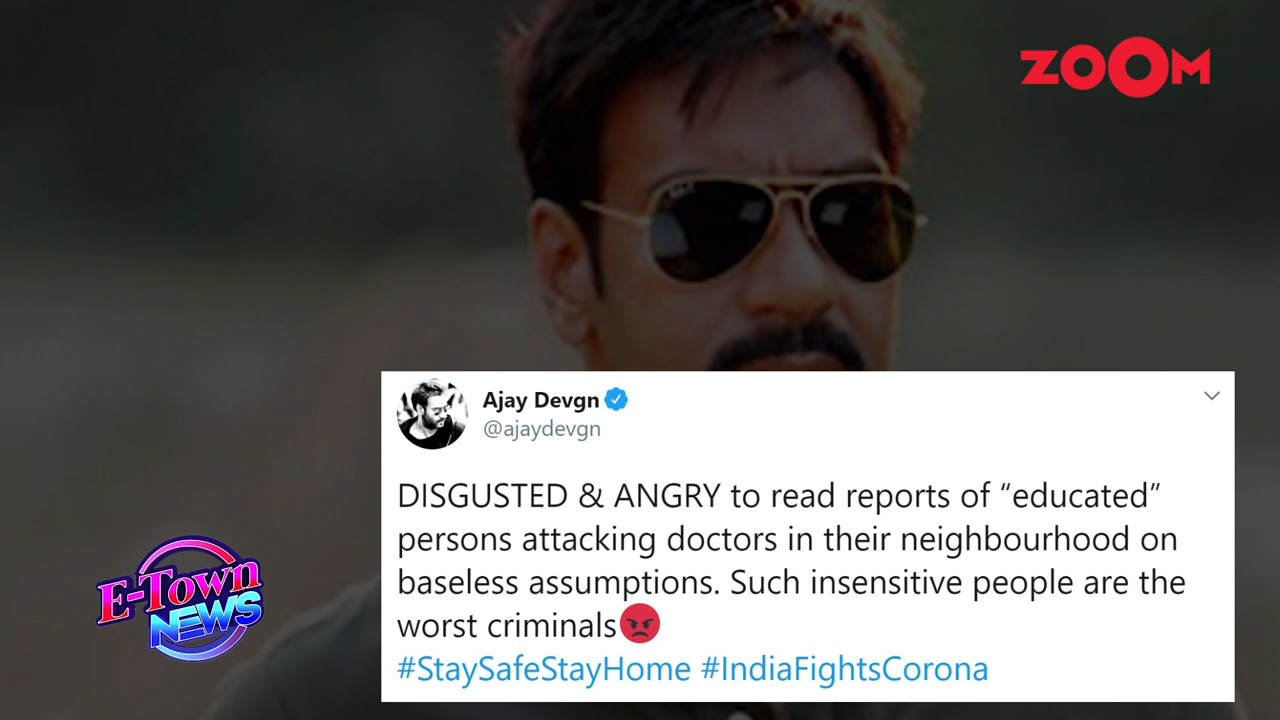 ZOOM
Ajay Devgn
@ajaydevgn
DISGUSTED & ANGRY to read reports of “educated”
persons attacking doctors in their neighbourhood on
baseless assumptions. Such insensitive people are the
worst criminals😡
#StaySafeStayHome #IndiaFightsCorona
E-Town
NEWS